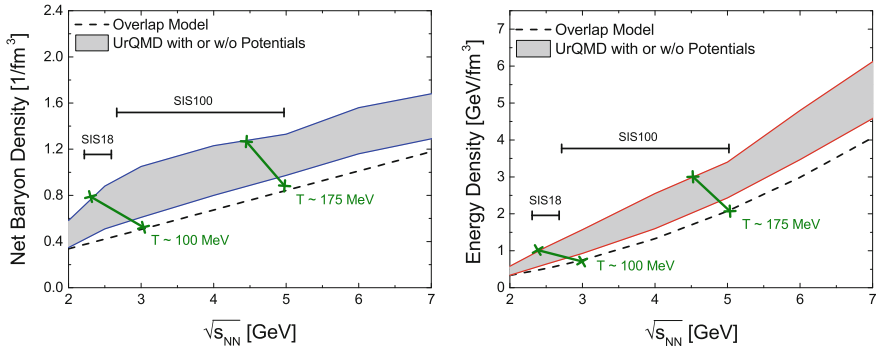 Net Baryon Density [1/fm³]
2.4
2.0
1.6
1.2
0.8
0.4
0.0
Overlap Model
UrQMD with or w/o Potentials
SIS100
SIS18
T ~ 175 MeV
T ~ 100 MeV
2 3 4 5 6 7
√s_NN [GeV]
Energy Density [GeV/fm³]
7
6
5
4
3
2
1
0
Overlap Model
UrQMD with or w/o Potentials
SIS100
SIS18
T ~ 175 MeV
T ~ 100 MeV
2 3 4 5 6 7
√s_NN [GeV]